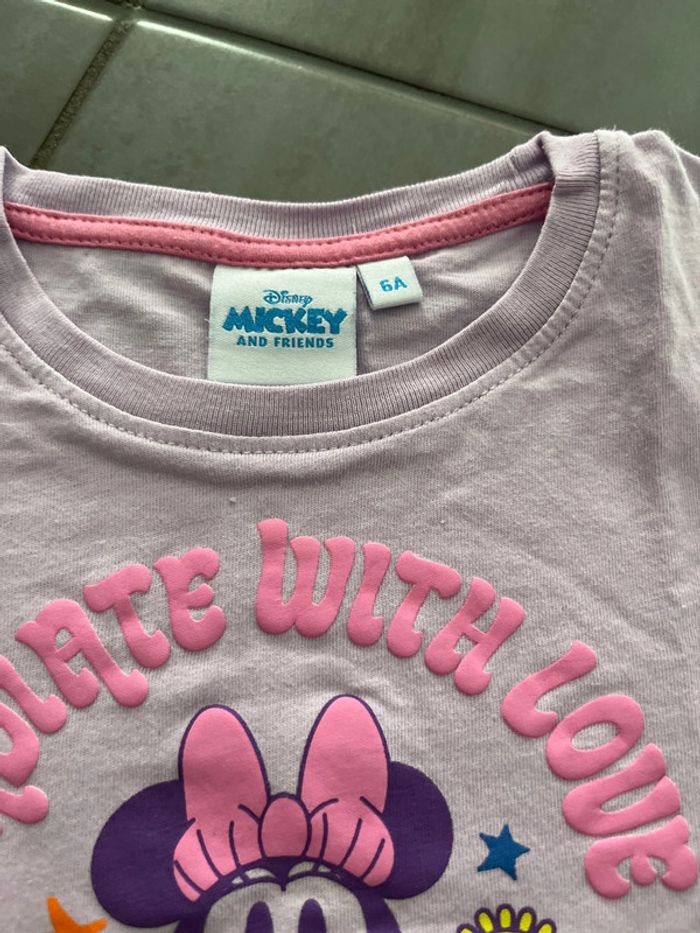 Disney
MICKEY
AND FRIENDS
6A
WITH LOVE